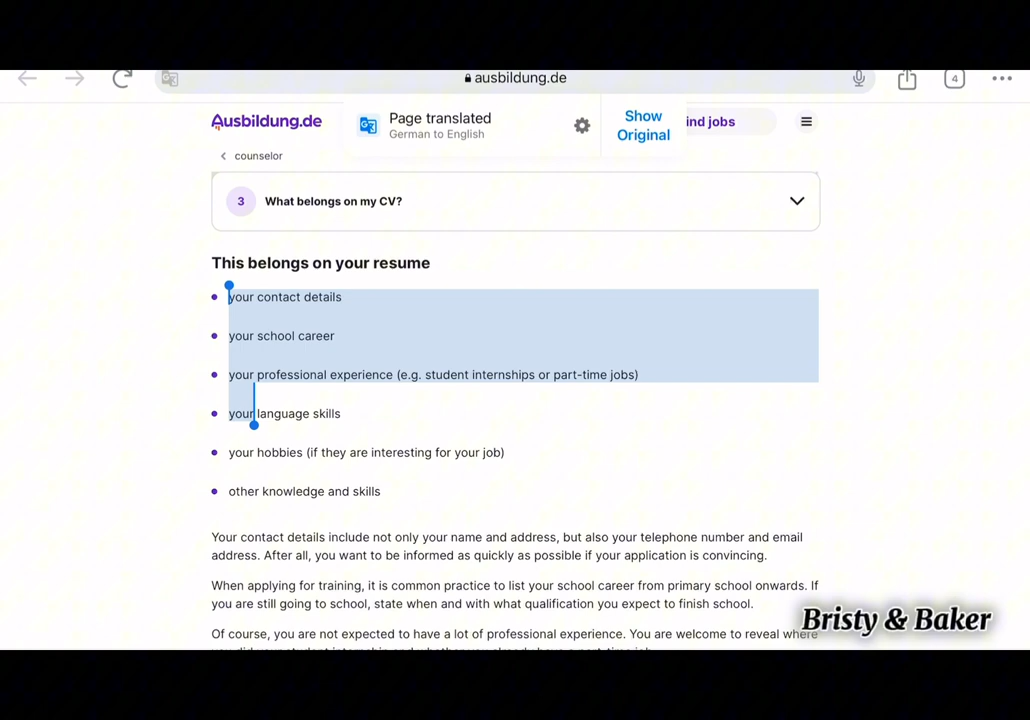 ausbildung.de
4
Ausbildung.de
Page translated
German to English
Show
Original
ind jobs
counselor
3
What belongs on my CV?
This belongs on your resume
your contact details
your school career
your professional experience (e.g. student internships or part-time jobs)
your language skills
your hobbies (if they are interesting for your job)
other knowledge and skills
Your contact details include not only your name and address, but also your telephone number and email
address. After all, you want to be informed as quickly as possible if your application is convincing.
When applying for training, it is common practice to list your school career from primary school onwards. If
you are still going to school, state when and with what qualification you expect to finish school.
Bristy & Baker
Of course, you are not expected to have a lot of professional experience. You are welcome to reveal where